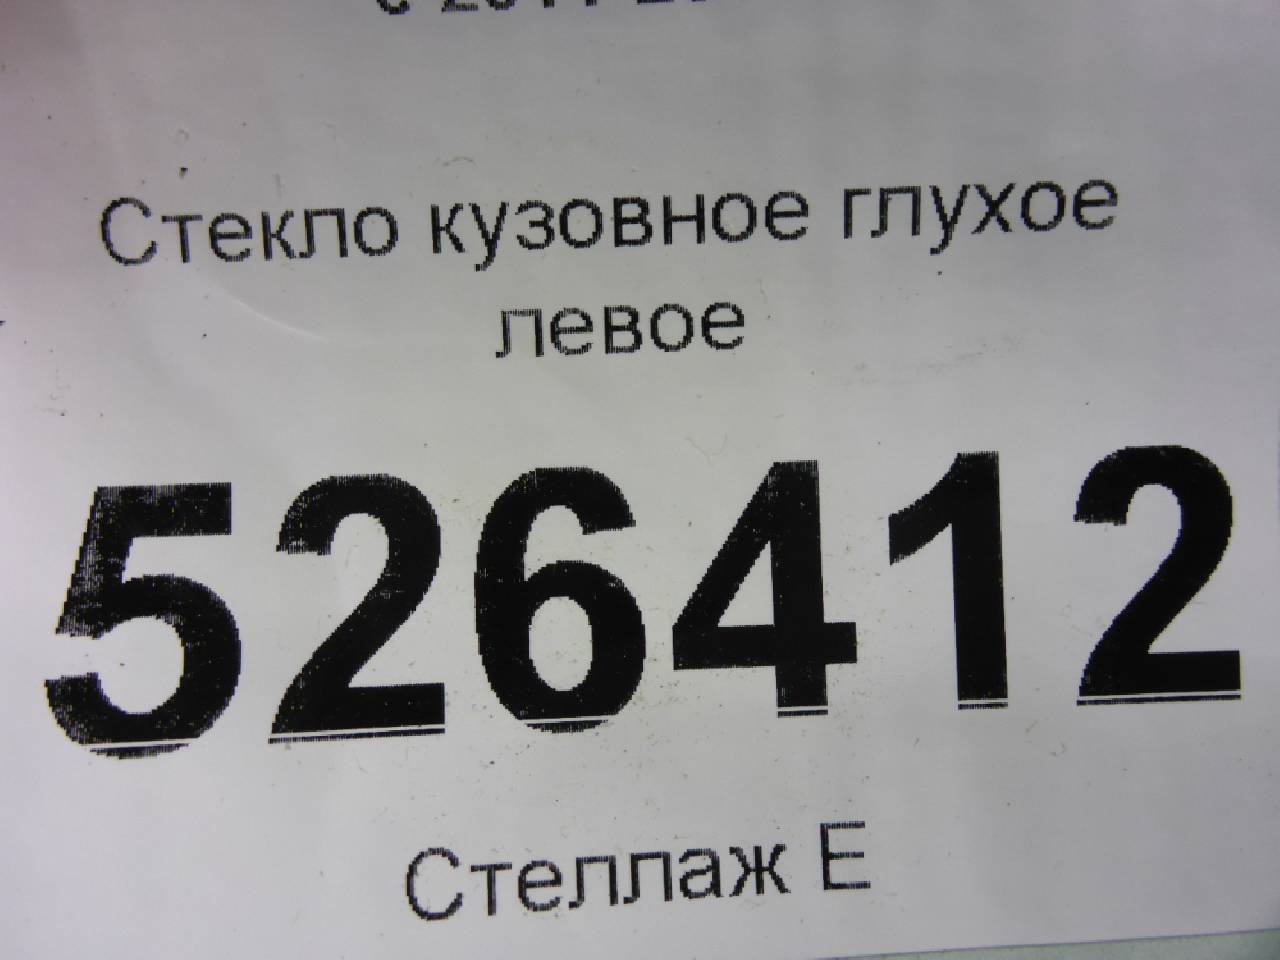 Стекло кузовное глухое
левое
526412
Стеллаж Е